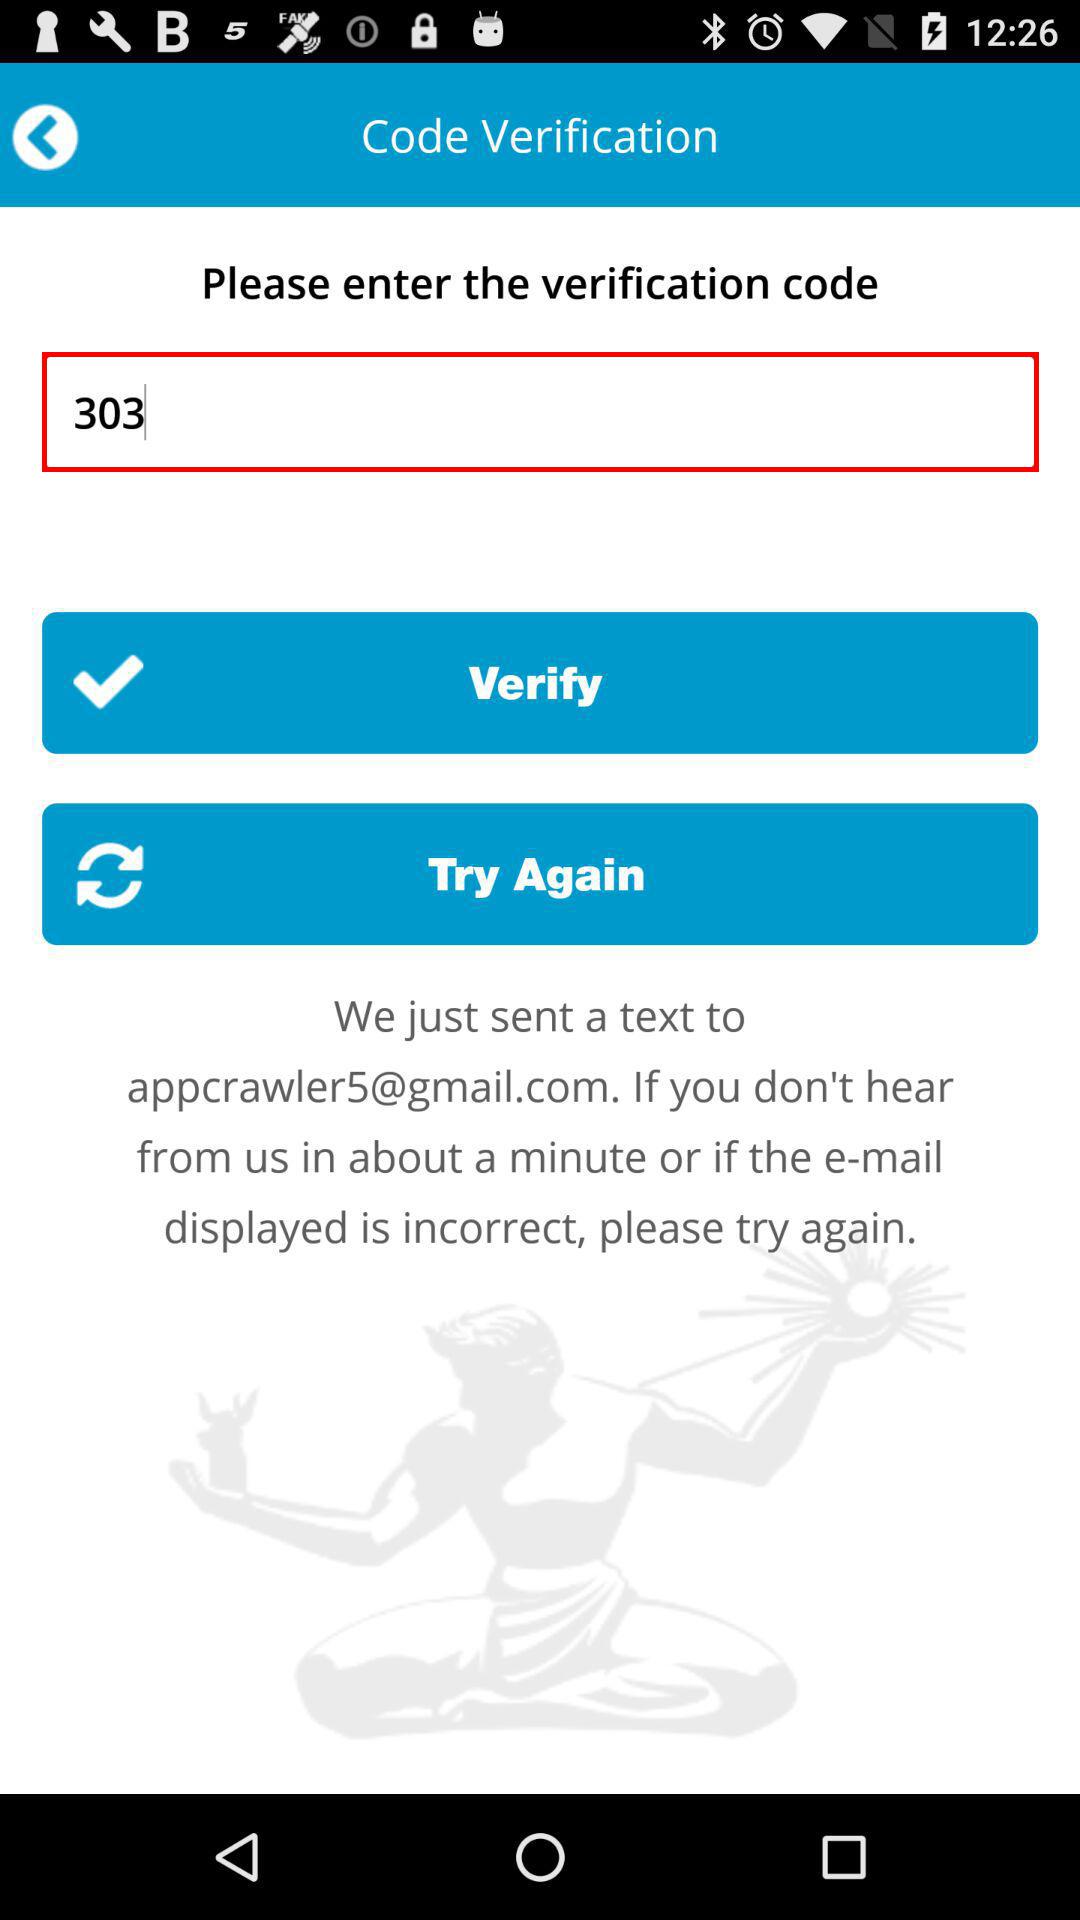 B 5 FAKE 12:26
Code Verification
Please enter the verification code
303
Verify
Try Again
We just sent a text to
appcrawler5@gmail.com. If you don't hear
from us in about a minute or if the e-mail
displayed is incorrect, please try again.